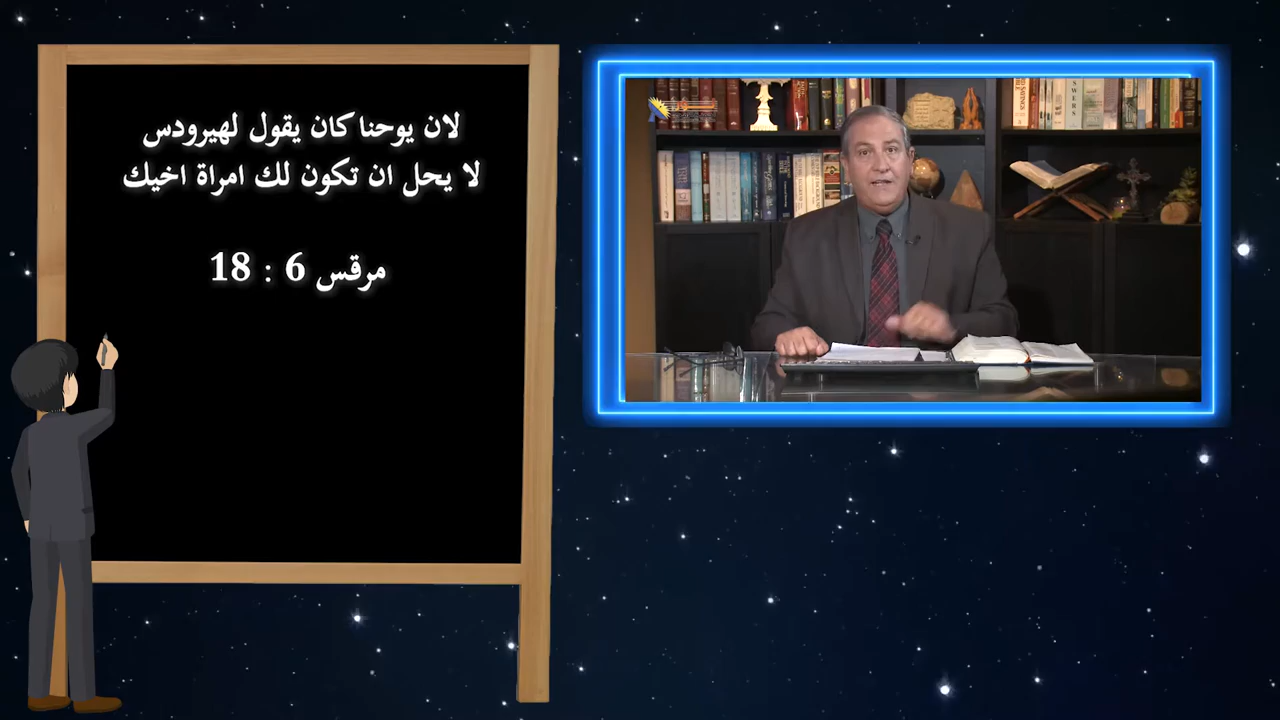 لان يوحنا كان يقول لهيرودس
لا يحل ان تكون لك امراة اخيك
مرقس 6 : 18